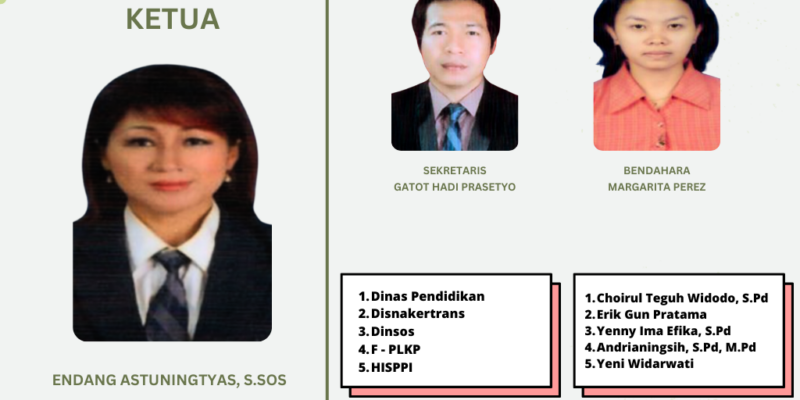 KETUA
ENDANG ASTUNINGTYAS, S.SOS
SEKRETARIS
GATOT HADI PRASETYO
BENDAHARA
MARGARITA PEREZ
1. Dinas Pendidikan
2. Disnakertrans
3. Dinsos
4. F - PLKP
5. HISPPI
1. Choirul Teguh Widodo, S.Pd
2. Erik Gun Pratama
3. Yenny Ima Efika, S.Pd
4. Andrianingsih, S.Pd, M.Pd
5. Yeni Widarwati